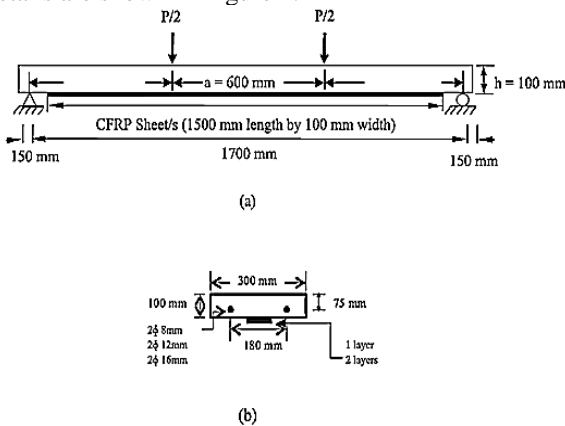 P/2 P/2
a = 600 mm
h = 100 mm
CFRP Sheet/s (1500 mm length by 100 mm width)
150 mm 1700 mm 150 mm
(a)
300 mm
100 mm 75 mm
2ϕ 8mm
2ϕ 12mm 180 mm 1 layer
2ϕ 16mm 2 layers
(b)